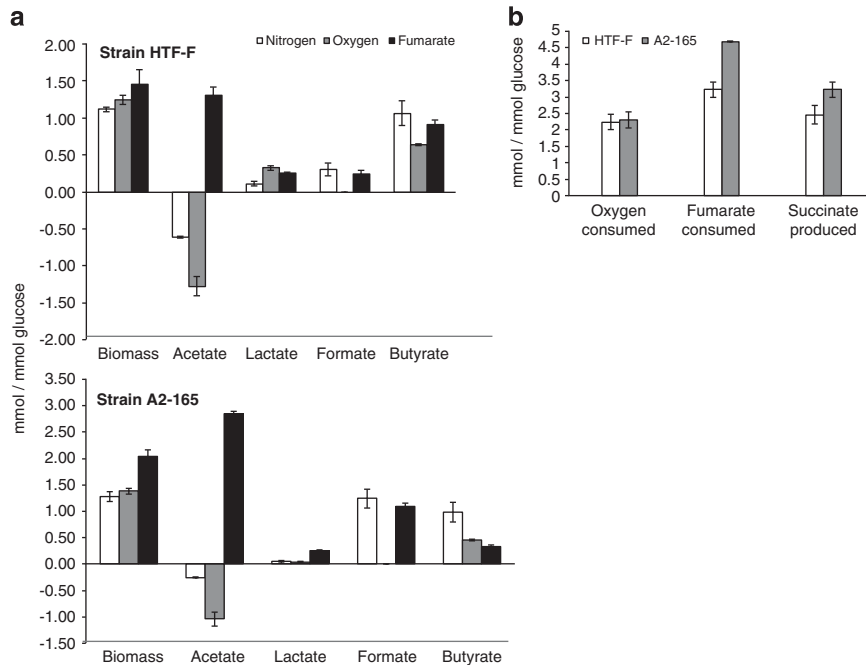 a
Strain HTF-F
Nitrogen Oxygen Fumarate
2.00
1.50
1.00
0.50
0.00
-0.50
-1.00
-1.50
-2.00
Biomass Acetate Lactate Formate Butyrate
mmol / mmol glucose
Strain A2-165
3.50
3.00
2.50
2.00
1.50
1.00
0.50
0.00
-0.50
-1.00
-1.50
Biomass Acetate Lactate Formate Butyrate
b
HTF-F A2-165
mmol / mmol glucose
5
4.5
4
3.5
3
2.5
2
1.5
1
0.5
0
Oxygen consumed
Fumarate consumed
Succinate produced